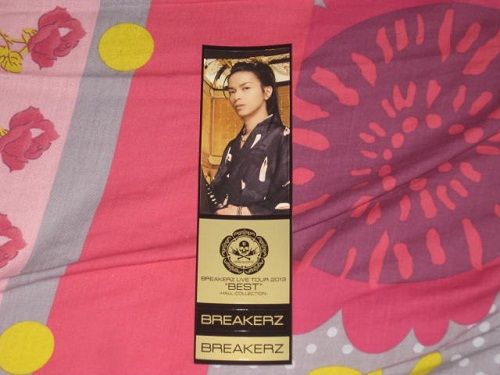 BREAKERZ LIVE TOUR 2013
"BEST"
-HALL COLLECTION-
BREAKERZ
BREAKERZ